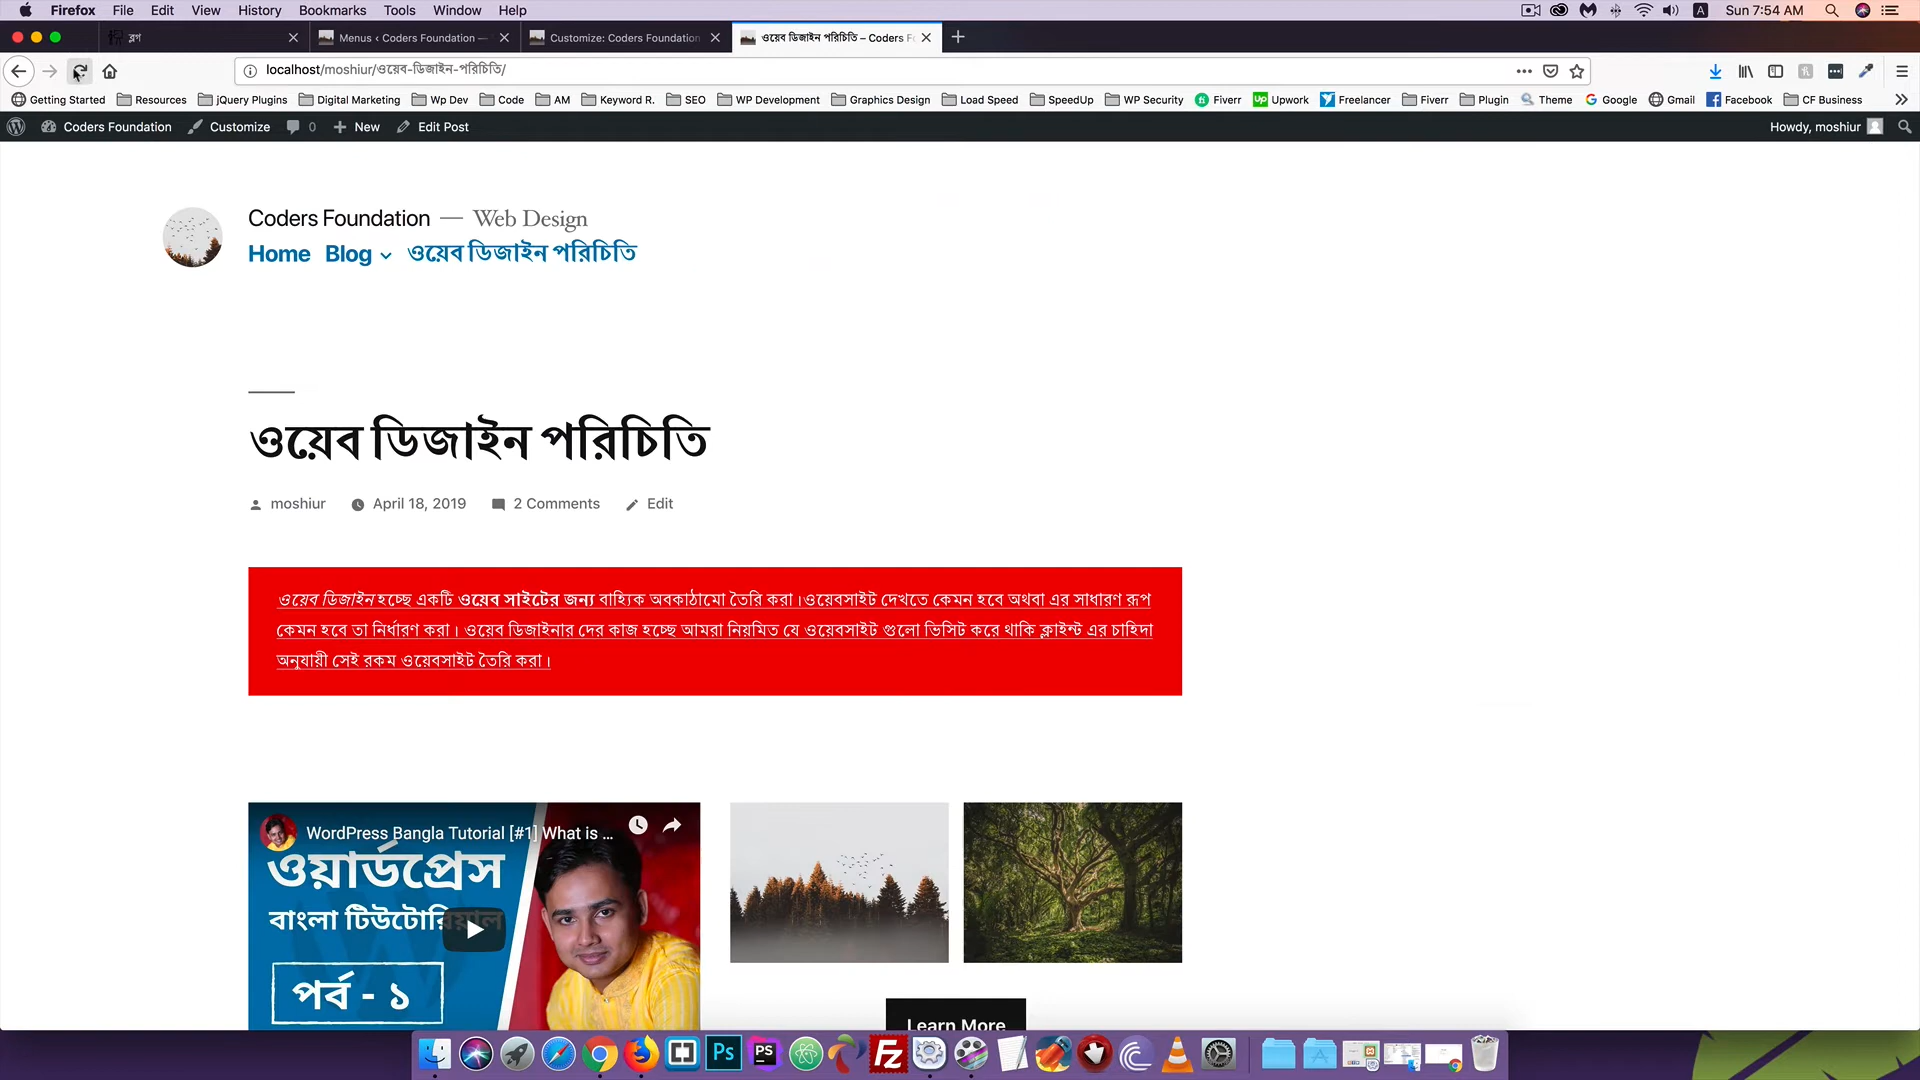 Firefox File Edit View History Bookmarks Tools Window Help
Sun 7:54 AM
ব্লগ
Menus ‹ Coders Foundation —
Customize: Coders Foundation
ওয়েব ডিজাইন পরিচিতি – Coders F
localhost/moshiur/ওয়েব-ডিজাইন-পরিচিতি/
Getting Started Resources jQuery Plugins Digital Marketing Wp Dev Code AM Keyword R. SEO WP Development Graphics Design Load Speed SpeedUp WP Security Fiverr Upwork Freelancer Fiverr Plugin Theme Google Gmail Facebook CF Business
Coders Foundation Customize 0 New Edit Post Howdy, moshiur
Coders Foundation — Web Design
Home Blog ওয়েব ডিজাইন পরিচিতি
ওয়েব ডিজাইন পরিচিতি
moshiur April 18, 2019 2 Comments Edit
ওয়েব ডিজাইন হচ্ছে একটি ওয়েব সাইটের জন্য বাহ্যিক অবকাঠামো তৈরি করা।ওয়েবসাইট দেখতে কেমন হবে অথবা এর সাধারণ রূপ
কেমন হবে তা নির্ধারণ করা। ওয়েব ডিজাইনার দের কাজ হচ্ছে আমরা নিয়মিত যে ওয়েবসাইট গুলো ভিসিট করে থাকি ক্লাইন্ট এর চাহিদা
অনুযায়ী সেই রকম ওয়েবসাইট তৈরি করা।
WordPress Bangla Tutorial [#1] What is ...
ওয়ার্ডপ্রেস
বাংলা টিউটোরিয়াল
পর্ব - ১
Learn More
Ps
PS
FZ